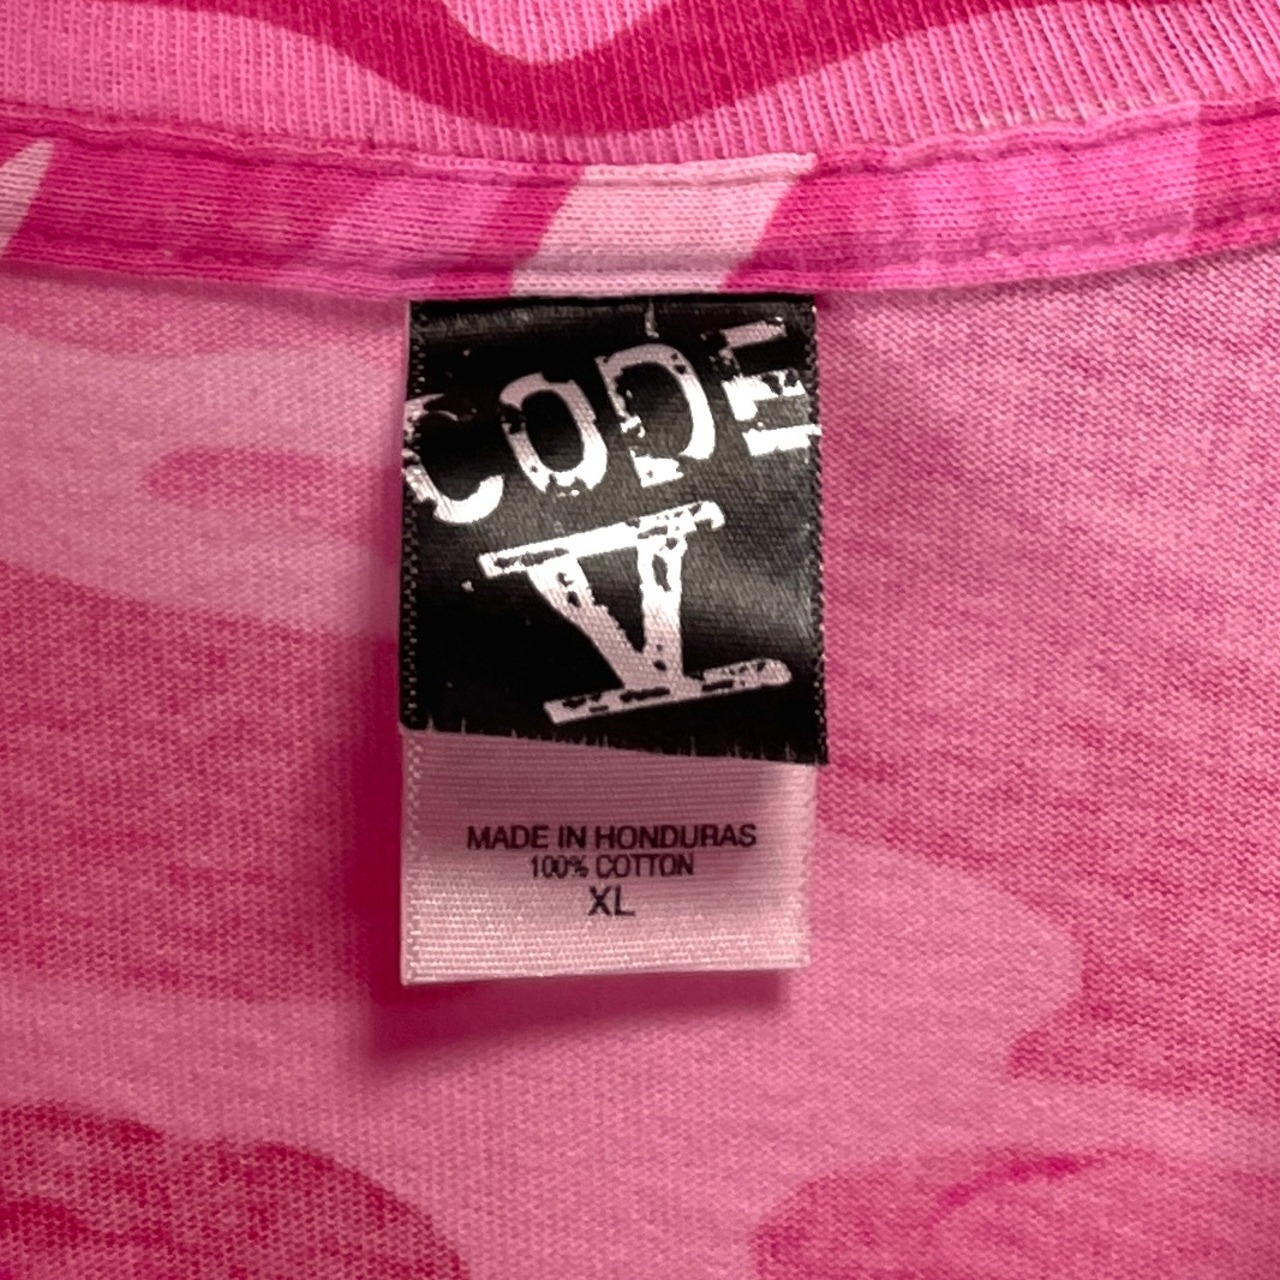 CODE
V
MADE IN HONDURAS
100% COTTON
XL